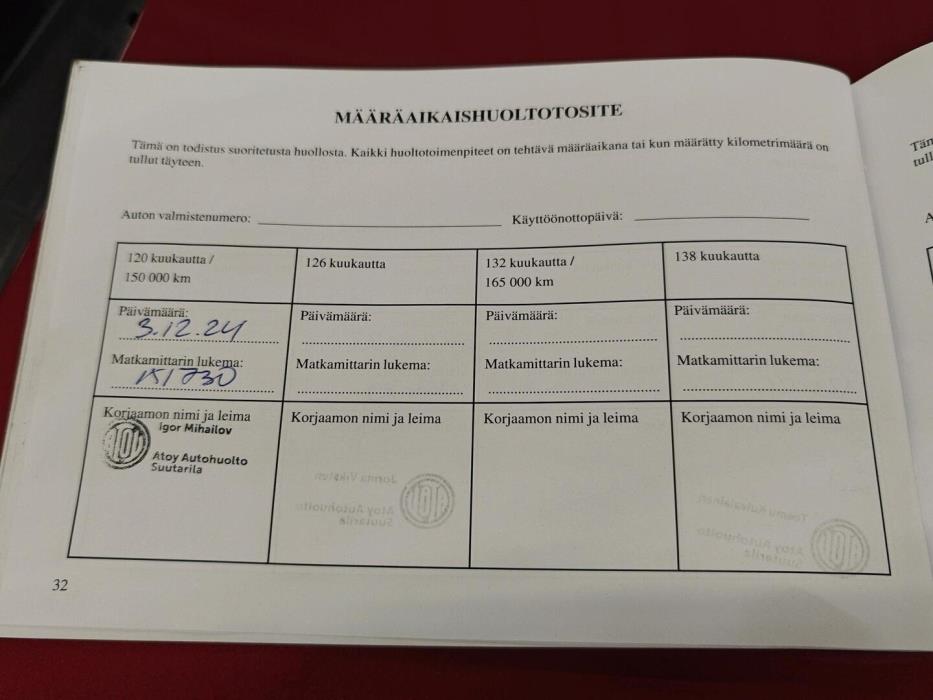 MÄÄRÄAIKAISHUOLTOTOSITE
Tämä on todistus suoritetusta huollosta. Kaikki huoltotoimenpiteet on tehtävä määräaikana tai kun määrätty kilometrimäärä on
tullut täyteen.
Auton valmistenumero:
Käyttöönottopäivä:
120 kuukautta /
150 000 km
126 kuukautta
132 kuukautta /
165 000 km
138 kuukautta
Päivämäärä:
3.12.24
Päivämäärä:
Päivämäärä:
Päivämäärä:
Matkamittarin lukema:
151730
Matkamittarin lukema:
Matkamittarin lukema:
Matkamittarin lukema:
Korjaamon nimi ja leima
Igor Mihailov
ATOY
Atoy Autohuolto
Suutarila
Korjaamon nimi ja leima
Korjaamon nimi ja leima
Korjaamon nimi ja leima
32